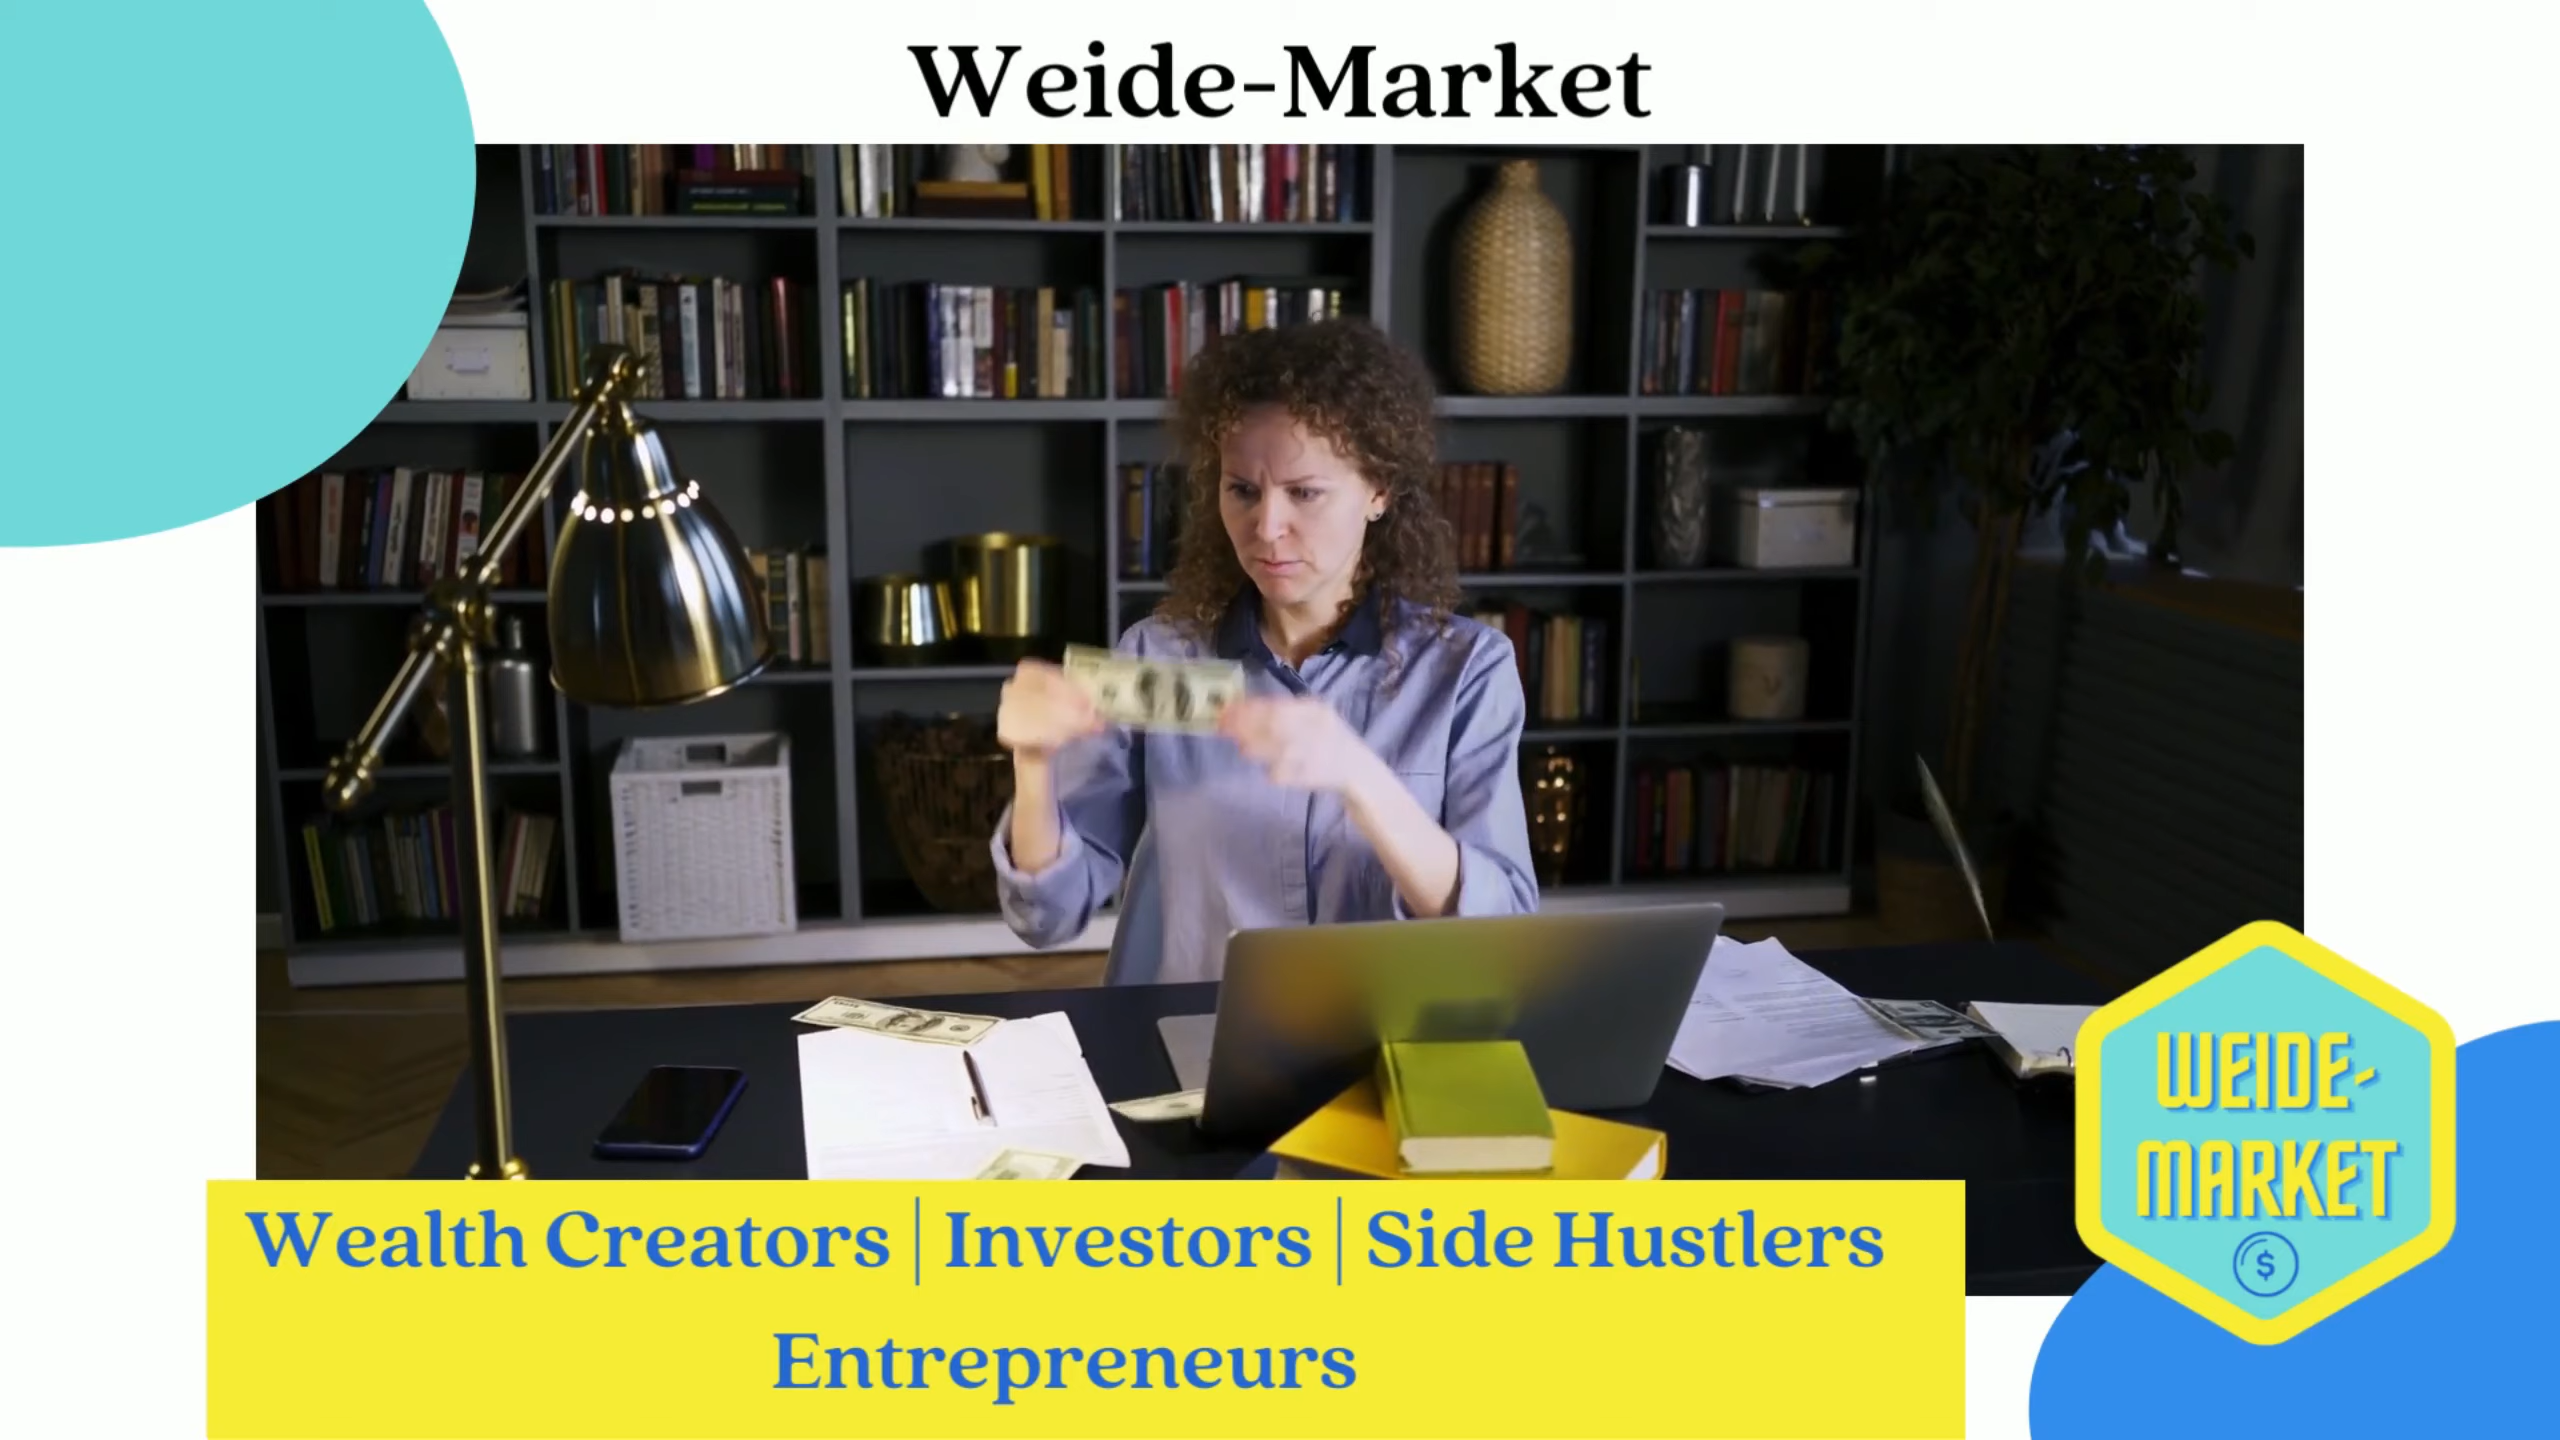 Weide-Market
Wealth Creators | Investors | Side Hustlers
Entrepreneurs
WEIDE-
MARKET
$